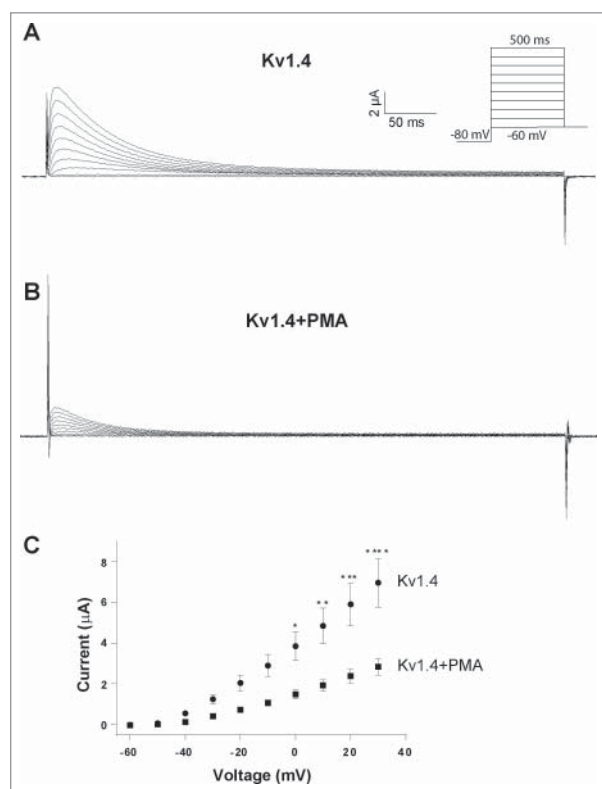 A
Kv1.4
500 ms
2 µA
50 ms
-80 mV
-60 mV
B
Kv1.4+PMA
C
Current (µA)
8
6
4
2
0
* ** *
* **
* *
*
Kv1.4
Kv1.4+PMA
-60
-40
-20
0
20
40
Voltage (mV)